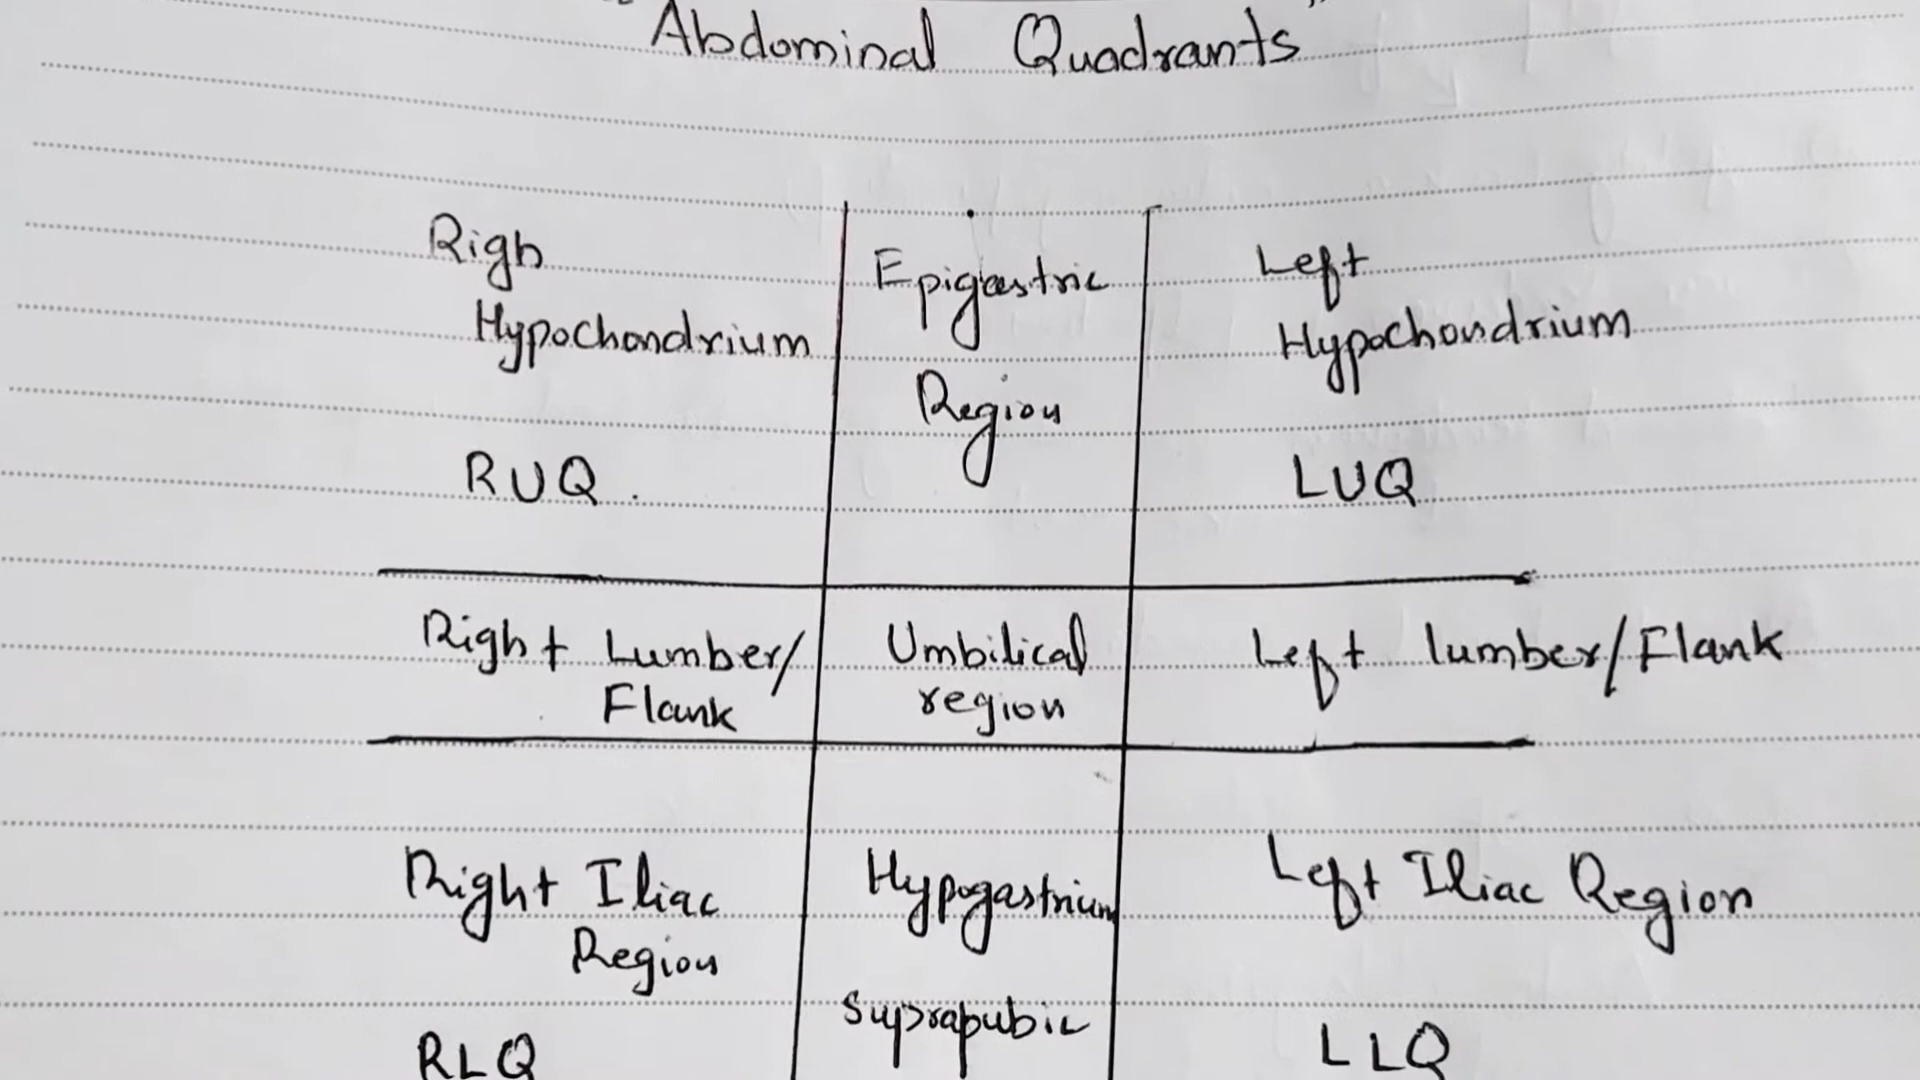 "Abdominal Quadrants"
Righ
Hypochondrium
RUQ.
Epigastric
Region
Left
Hypochondrium
LUQ
Right Lumber/
Flank
Umbilical
region
Left lumber/Flank
Right Iliac
Region
RLQ
Hypogastrium
Suprapubic
Left Iliac Region
LLQ